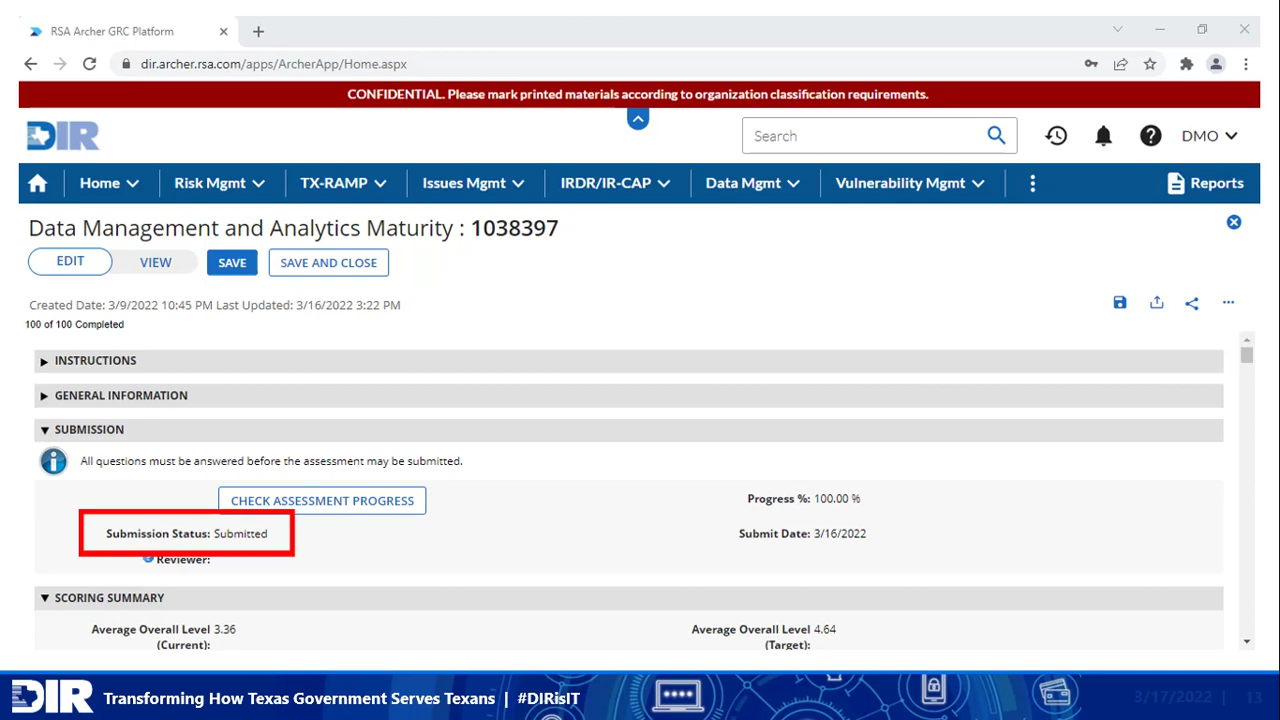 RSA Archer GRC Platform
dir.archer.rsa.com/apps/ArcherApp/Home.aspx
CONFIDENTIAL. Please mark printed materials according to organization classification requirements.
DIR
Search
DMO
Home
Risk Mgmt
TX-RAMP
Issues Mgmt
IRDR/IR-CAP
Data Mgmt
Vulnerability Mgmt
Reports
Data Management and Analytics Maturity : 1038397
EDIT
VIEW
SAVE
SAVE AND CLOSE
Created Date: 3/9/2022 10:45 PM Last Updated: 3/16/2022 3:22 PM
100 of 100 Completed
INSTRUCTIONS
GENERAL INFORMATION
SUBMISSION
All questions must be answered before the assessment may be submitted.
CHECK ASSESSMENT PROGRESS
Progress %: 100.00 %
Submission Status: Submitted
Submit Date: 3/16/2022
Reviewer:
SCORING SUMMARY
Average Overall Level 3.36
(Current):
Average Overall Level 4.64
(Target):
DIR
Transforming How Texas Government Serves Texans | #DIRisIT
3/17/2022 | 13